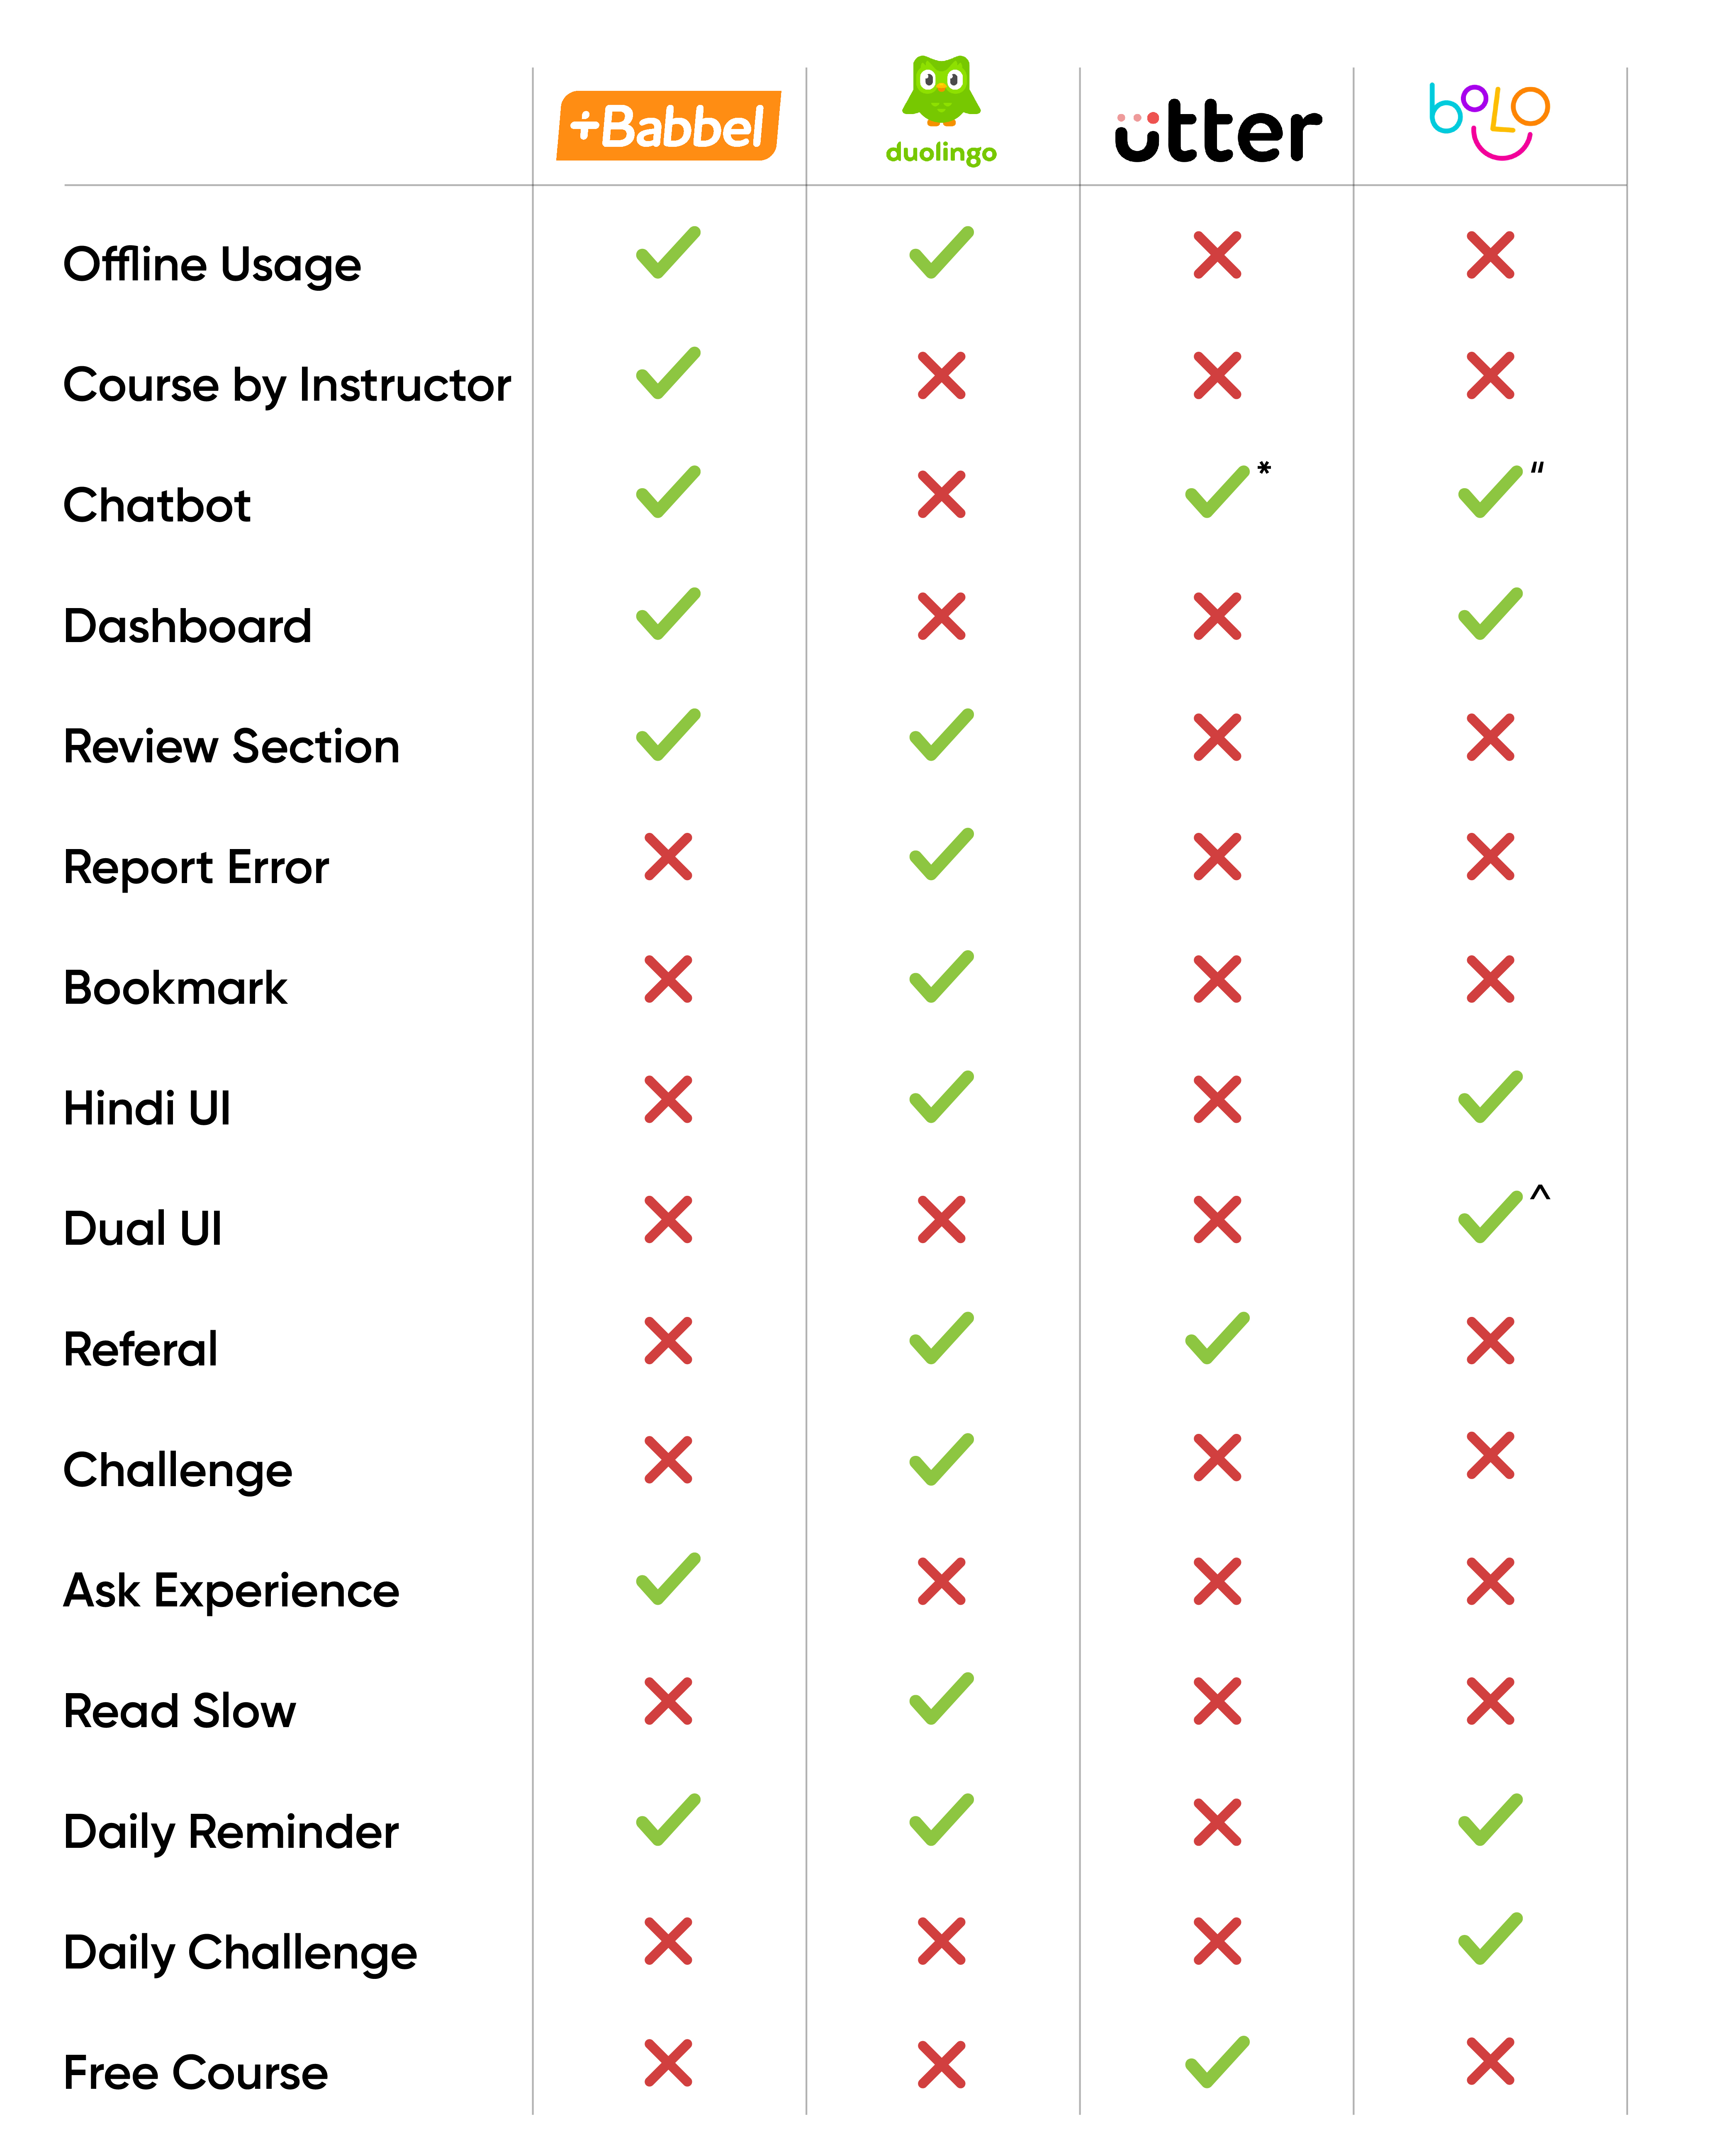 +Babbel
duolingo
utter
bolo
Offline Usage
Course by Instructor
Chatbot * "
Dashboard
Review Section
Report Error
Bookmark
Hindi UI
Dual UI ^
Referal
Challenge
Ask Experience
Read Slow
Daily Reminder
Daily Challenge
Free Course